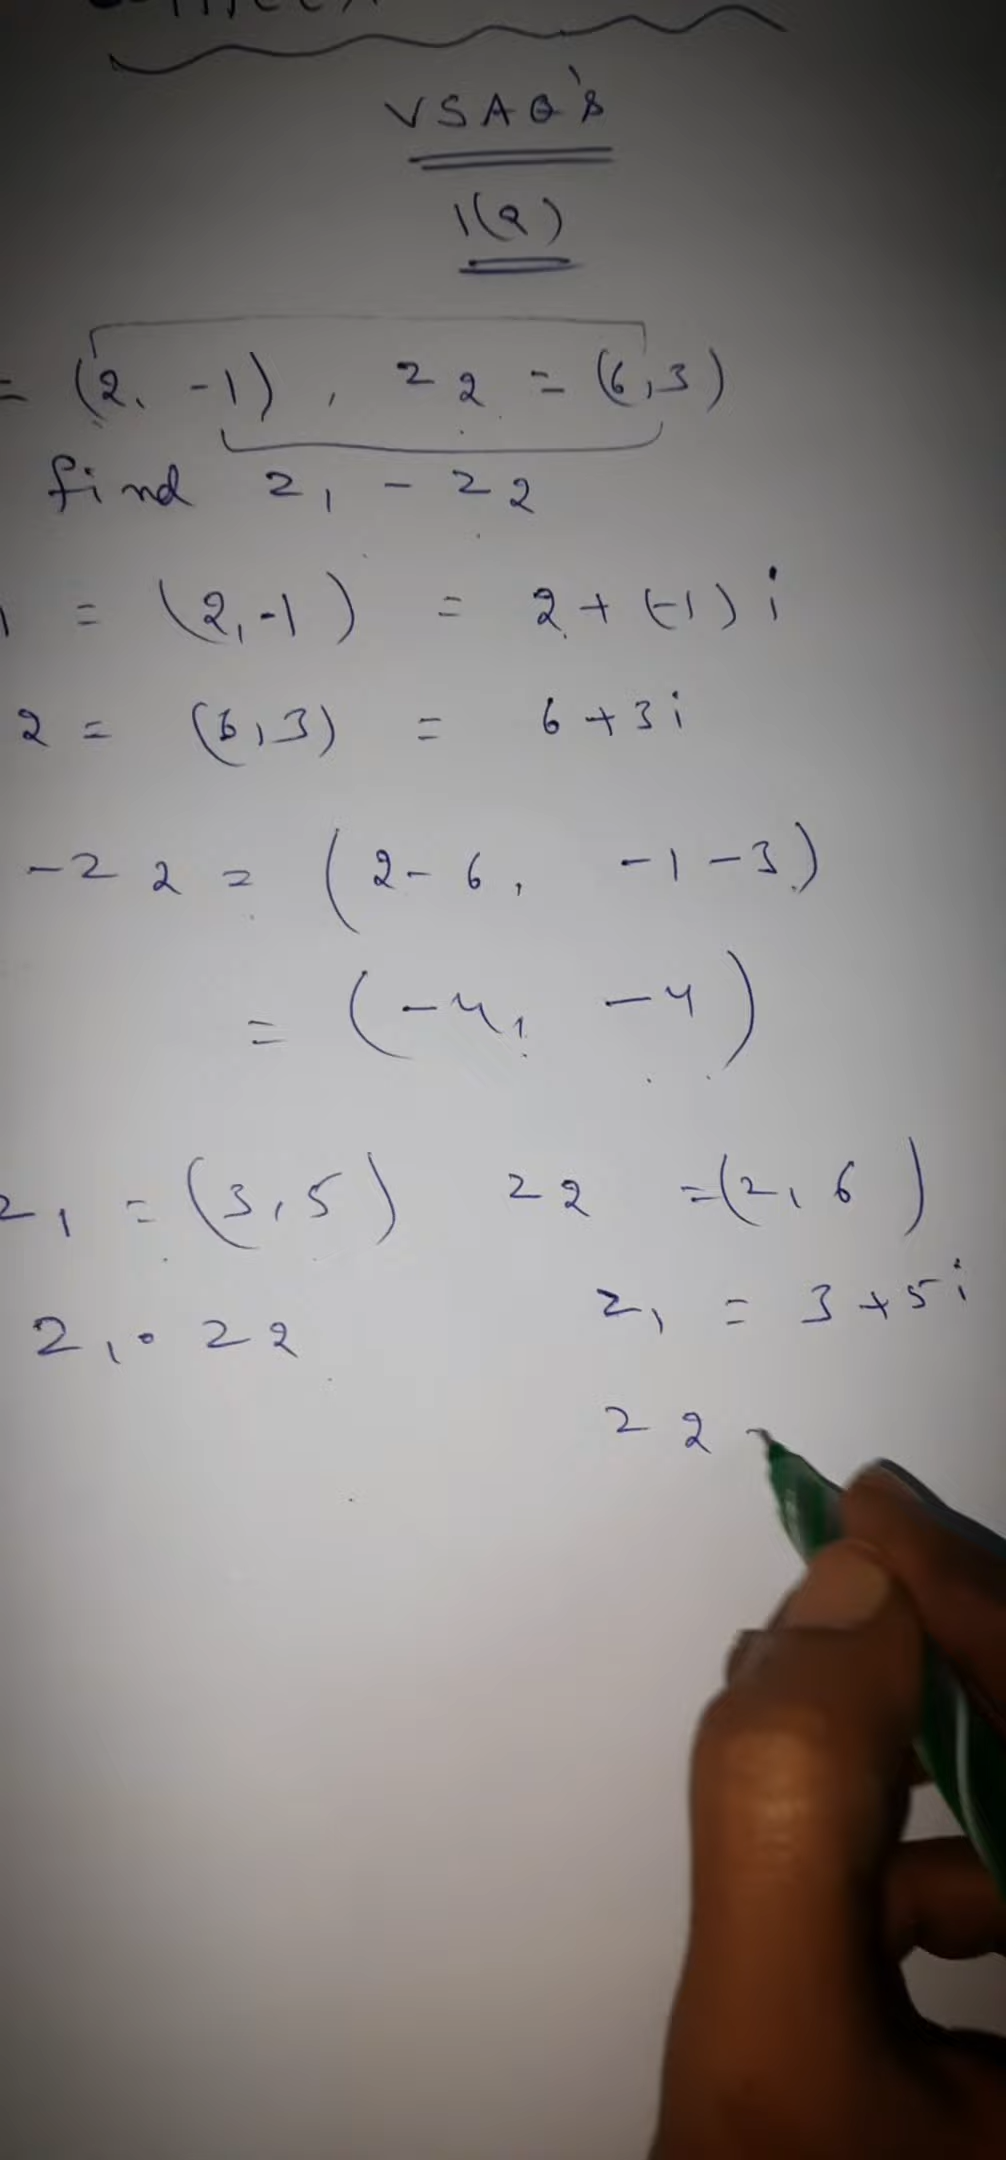 VSAQ's
1(Q)
= (2, -1), z2 = (6,3)
find z1 - z2
1 = (2,-1) = 2+(-1)i
2 = (6,3) = 6+3i
-z2 = (2-6, -1-3)
= (-4, -4)
z1 = (3,5) z2 =(2,6)
z1 = 3+5i
z1.z2
z2